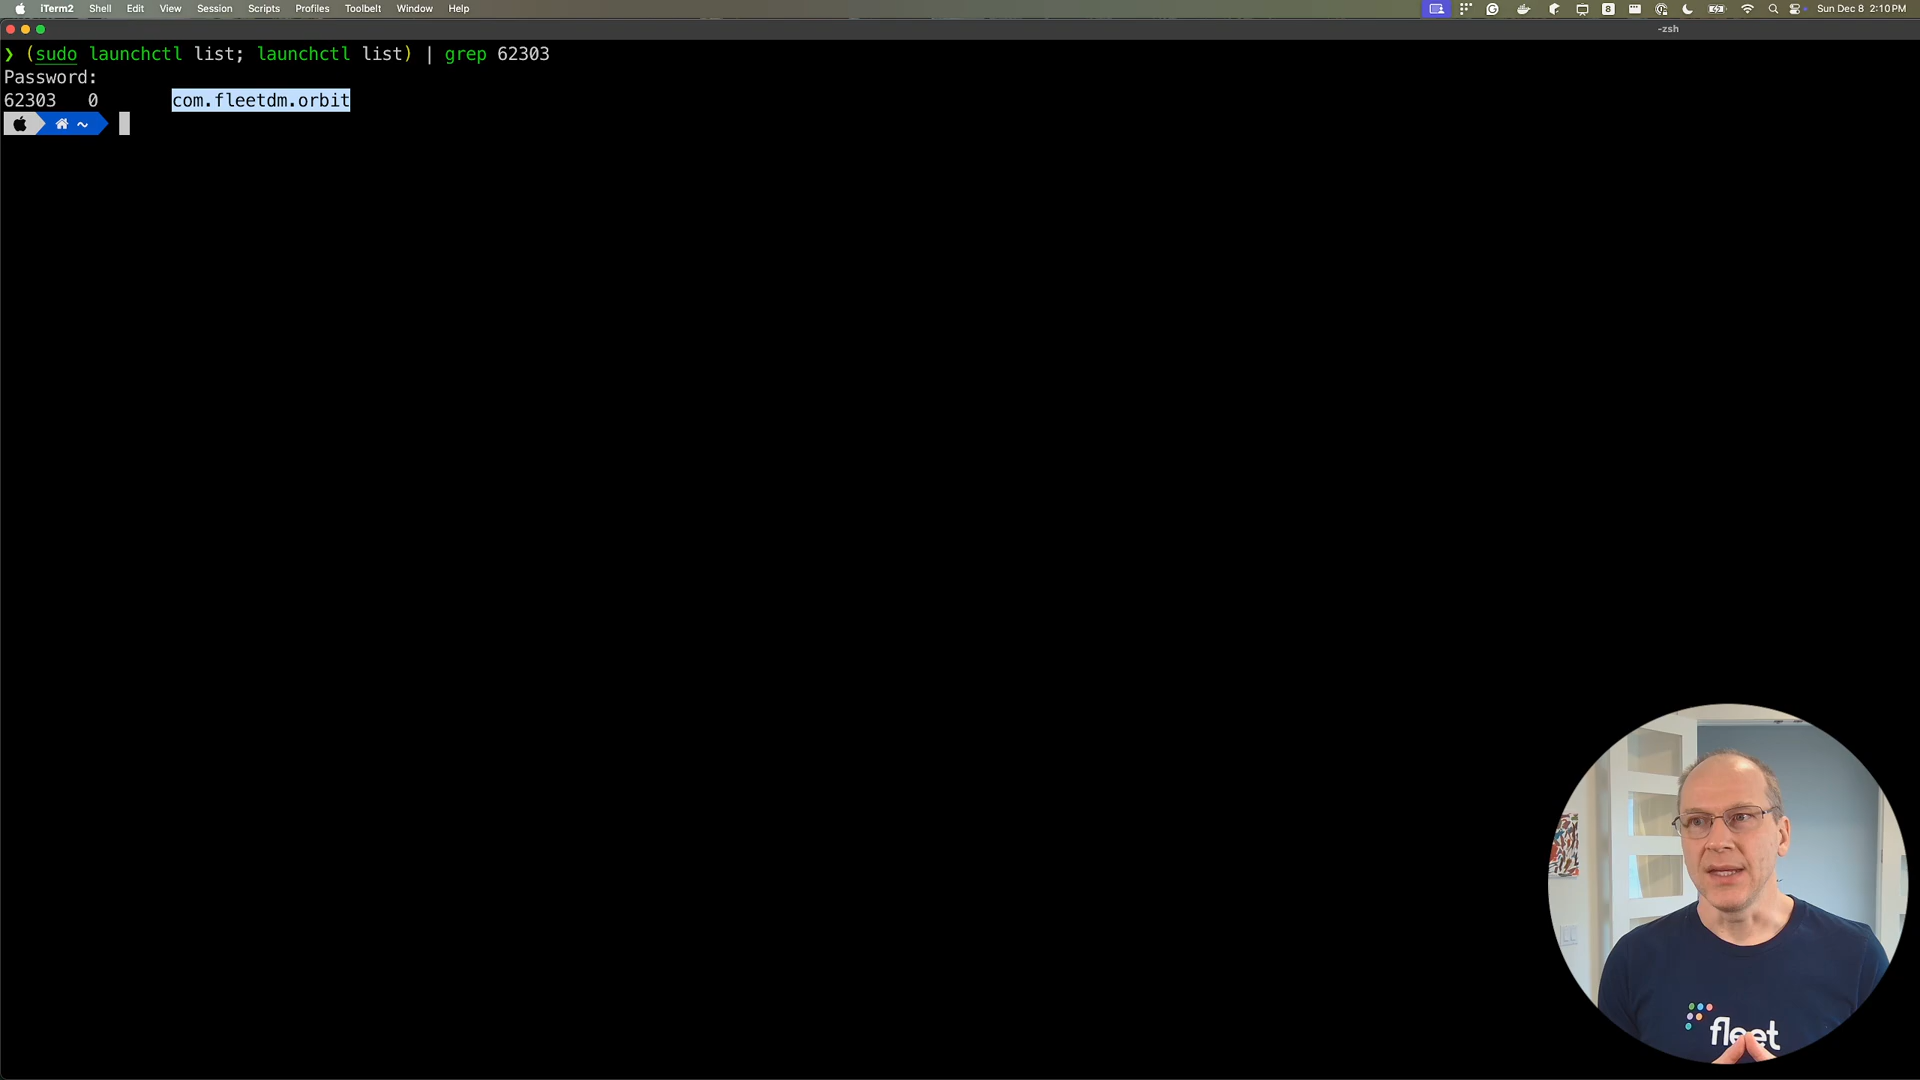 iTerm2 Shell Edit View Session Scripts Profiles Toolbelt Window Help 8 Sun Dec 8 2:10 PM
-zsh
❯ (sudo launchctl list; launchctl list) | grep 62303
Password:
62303 0 com.fleetdm.orbit
~
fleet